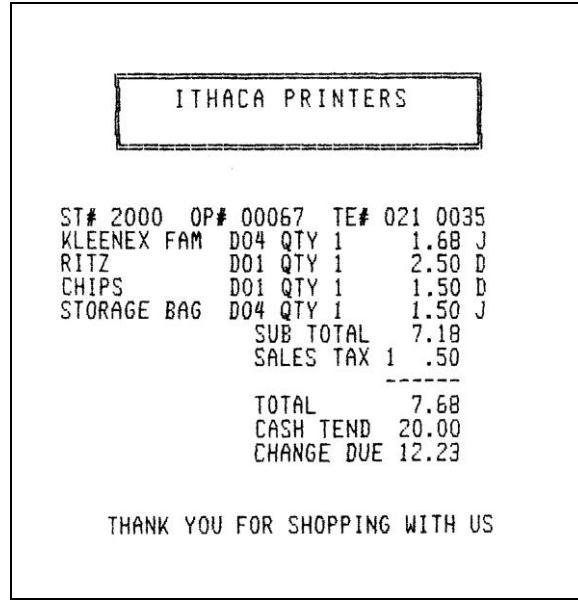 ITHACA PRINTERS
ST# 2000 OP# 00067 TE# 021 0035
KLEENEX FAM D04 QTY 1 1.68 J
RITZ D01 QTY 1 2.50 D
CHIPS D01 QTY 1 1.50 D
STORAGE BAG D04 QTY 1 1.50 J
SUB TOTAL 7.18
SALES TAX 1 .50
------
TOTAL 7.68
CASH TEND 20.00
CHANGE DUE 12.23
THANK YOU FOR SHOPPING WITH US